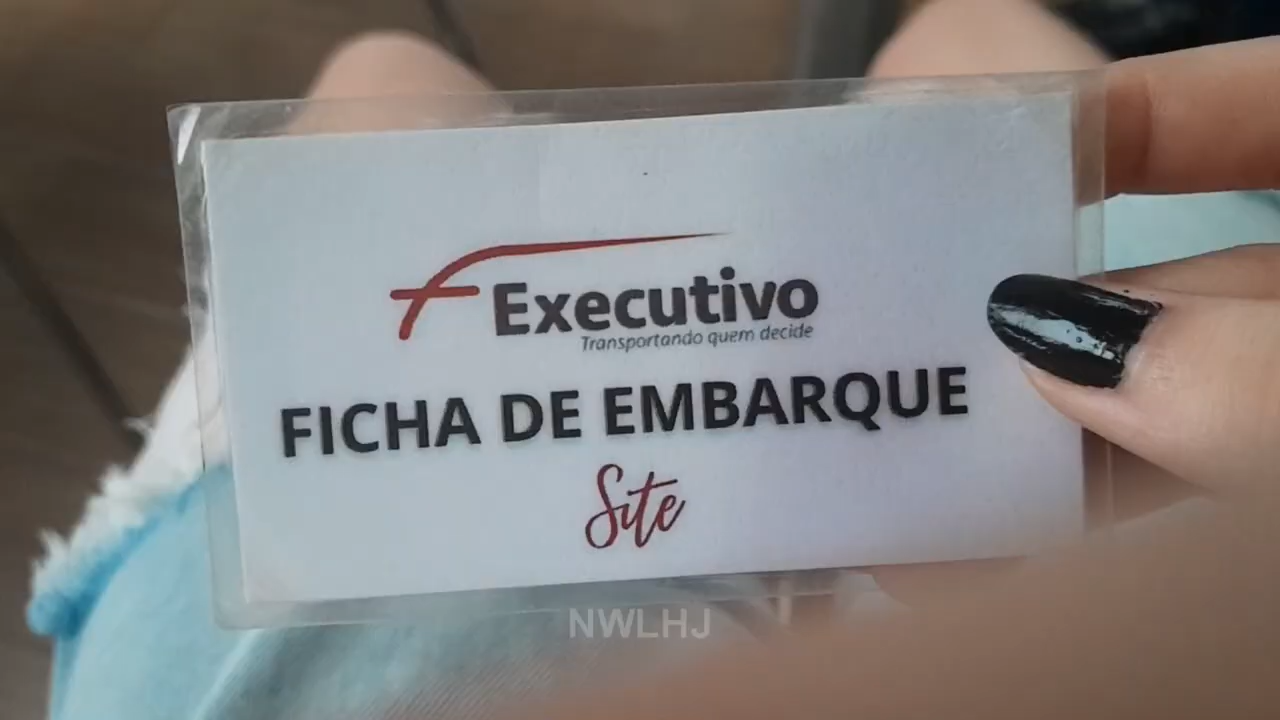 Executivo
Transportando quem decide
FICHA DE EMBARQUE
Site
NWLHJ